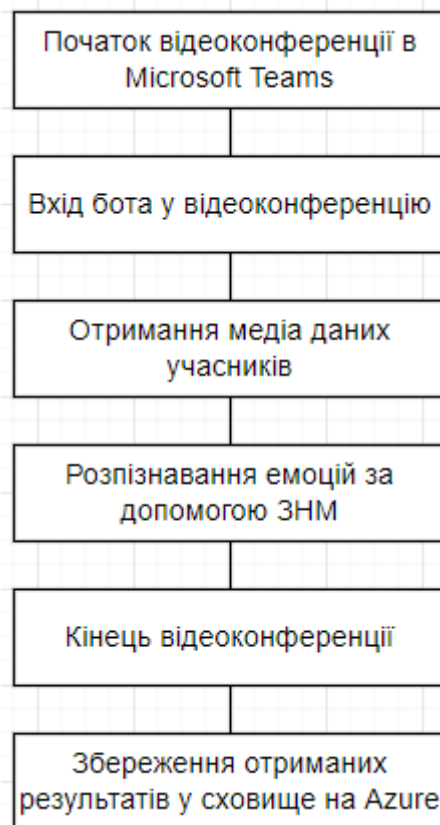 Початок відеоконференції в
Microsoft Teams
Вхід бота у відеоконференцію
Отримання медіа даних
учасників
Розпізнавання емоцій за
допомогою ЗНМ
Кінець відеоконференції
Збереження отриманих
результатів у сховище на Azure